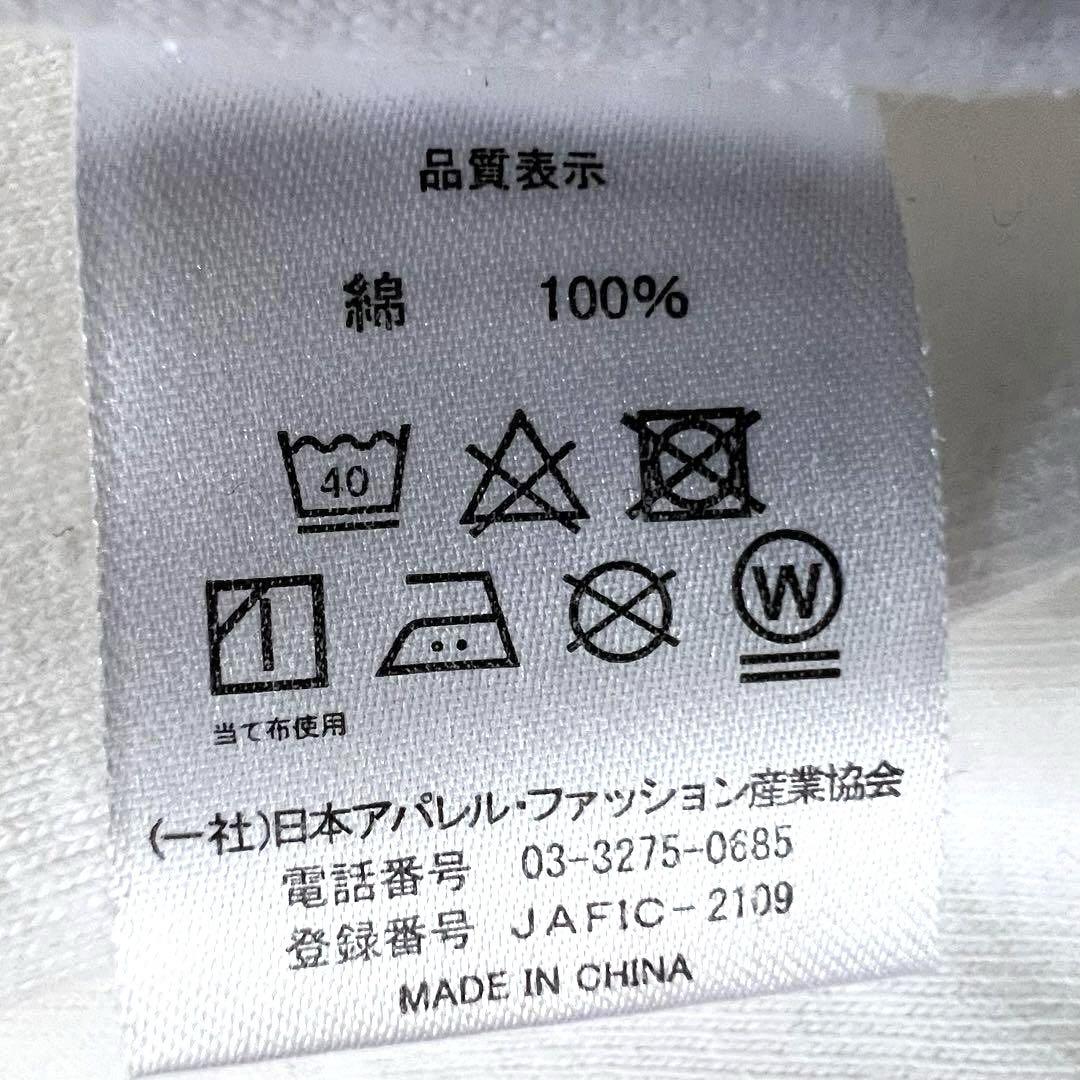 品質表示
綿 100%
40
W
当て布使用
(一社)日本アパレル・ファッション産業協会
電話番号 03-3275-0685
登録番号 JAFIC-2109
MADE IN CHINA